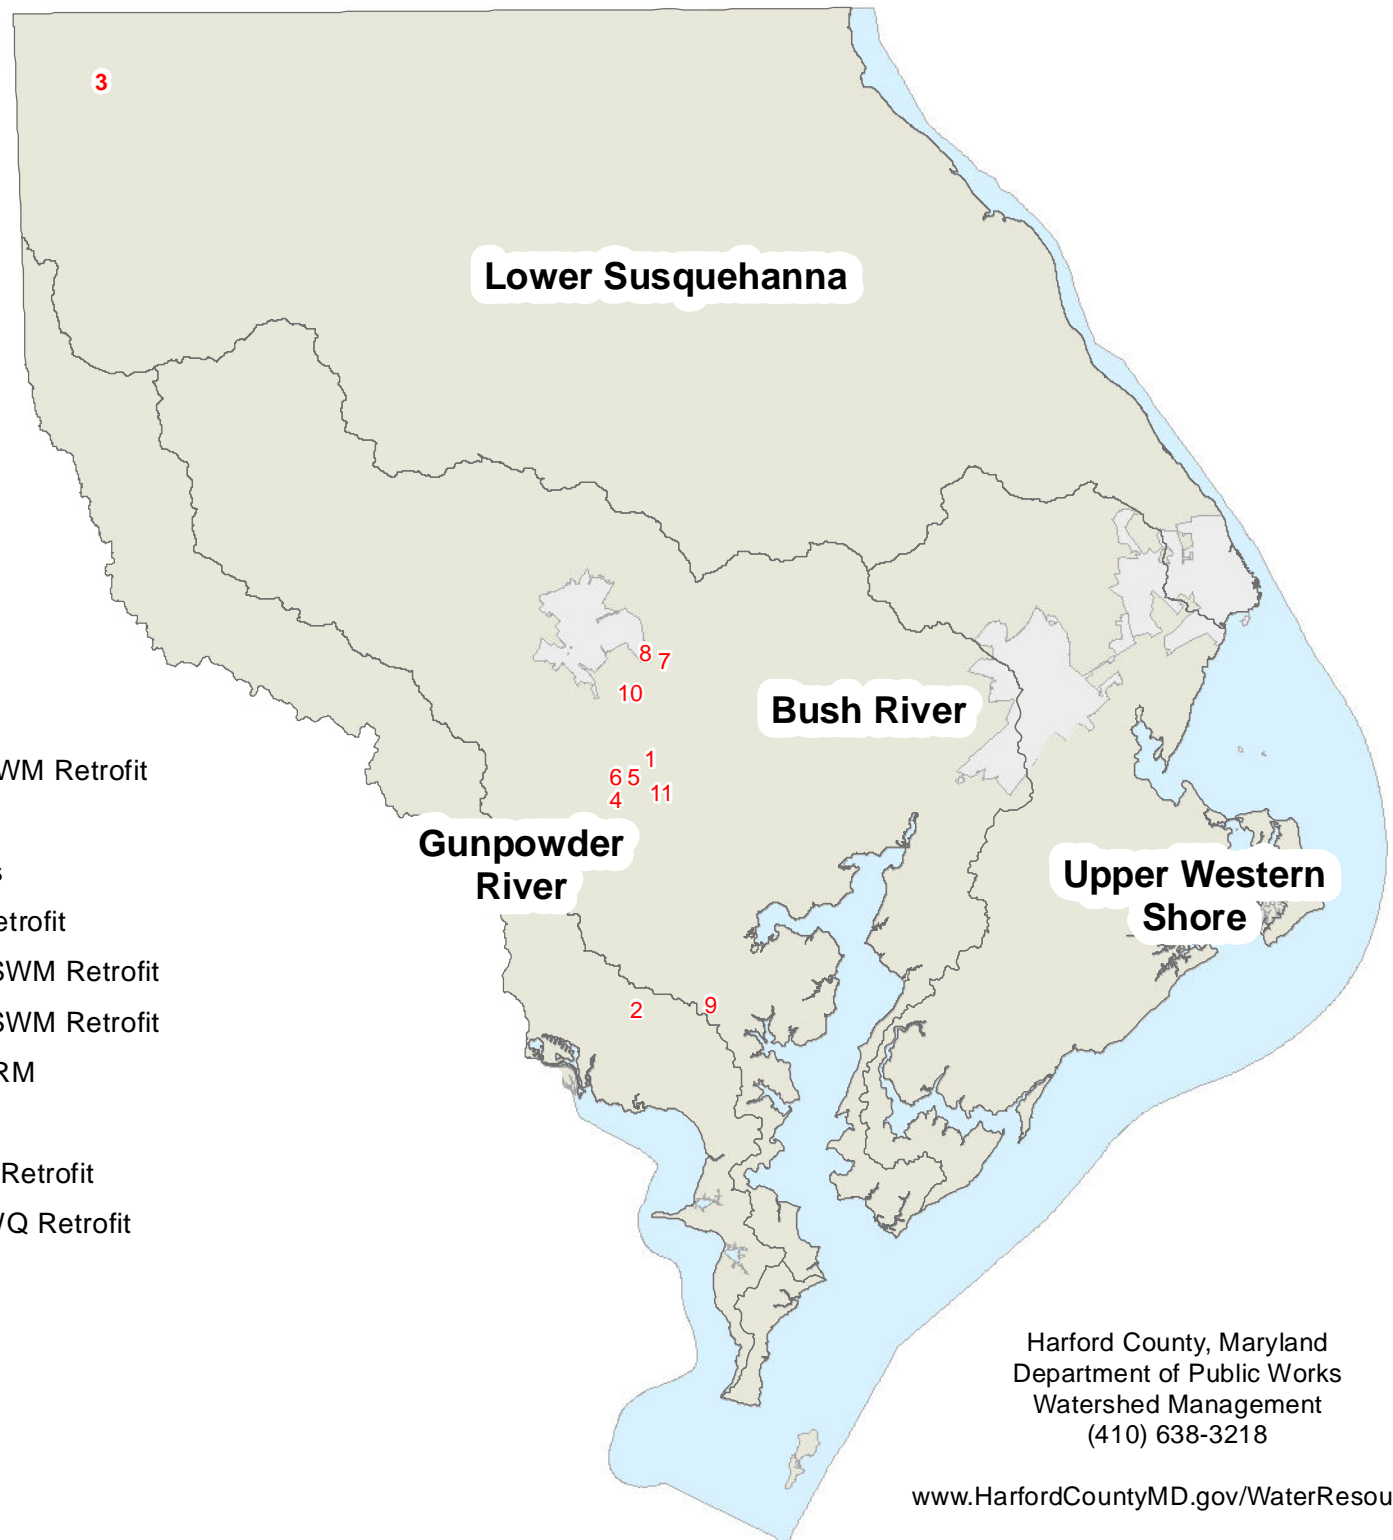 3
Lower Susquehanna
8
7
10
Bush River
1
6
5
11
4
WM Retrofit
Gunpowder
River
Upper Western
Shore
s
etrofit
SWM Retrofit
SWM Retrofit
RM
2
9
Retrofit
WQ Retrofit
Harford County, Maryland
Department of Public Works
Watershed Management
(410) 638-3218
www.HarfordCountyMD.gov/WaterResou